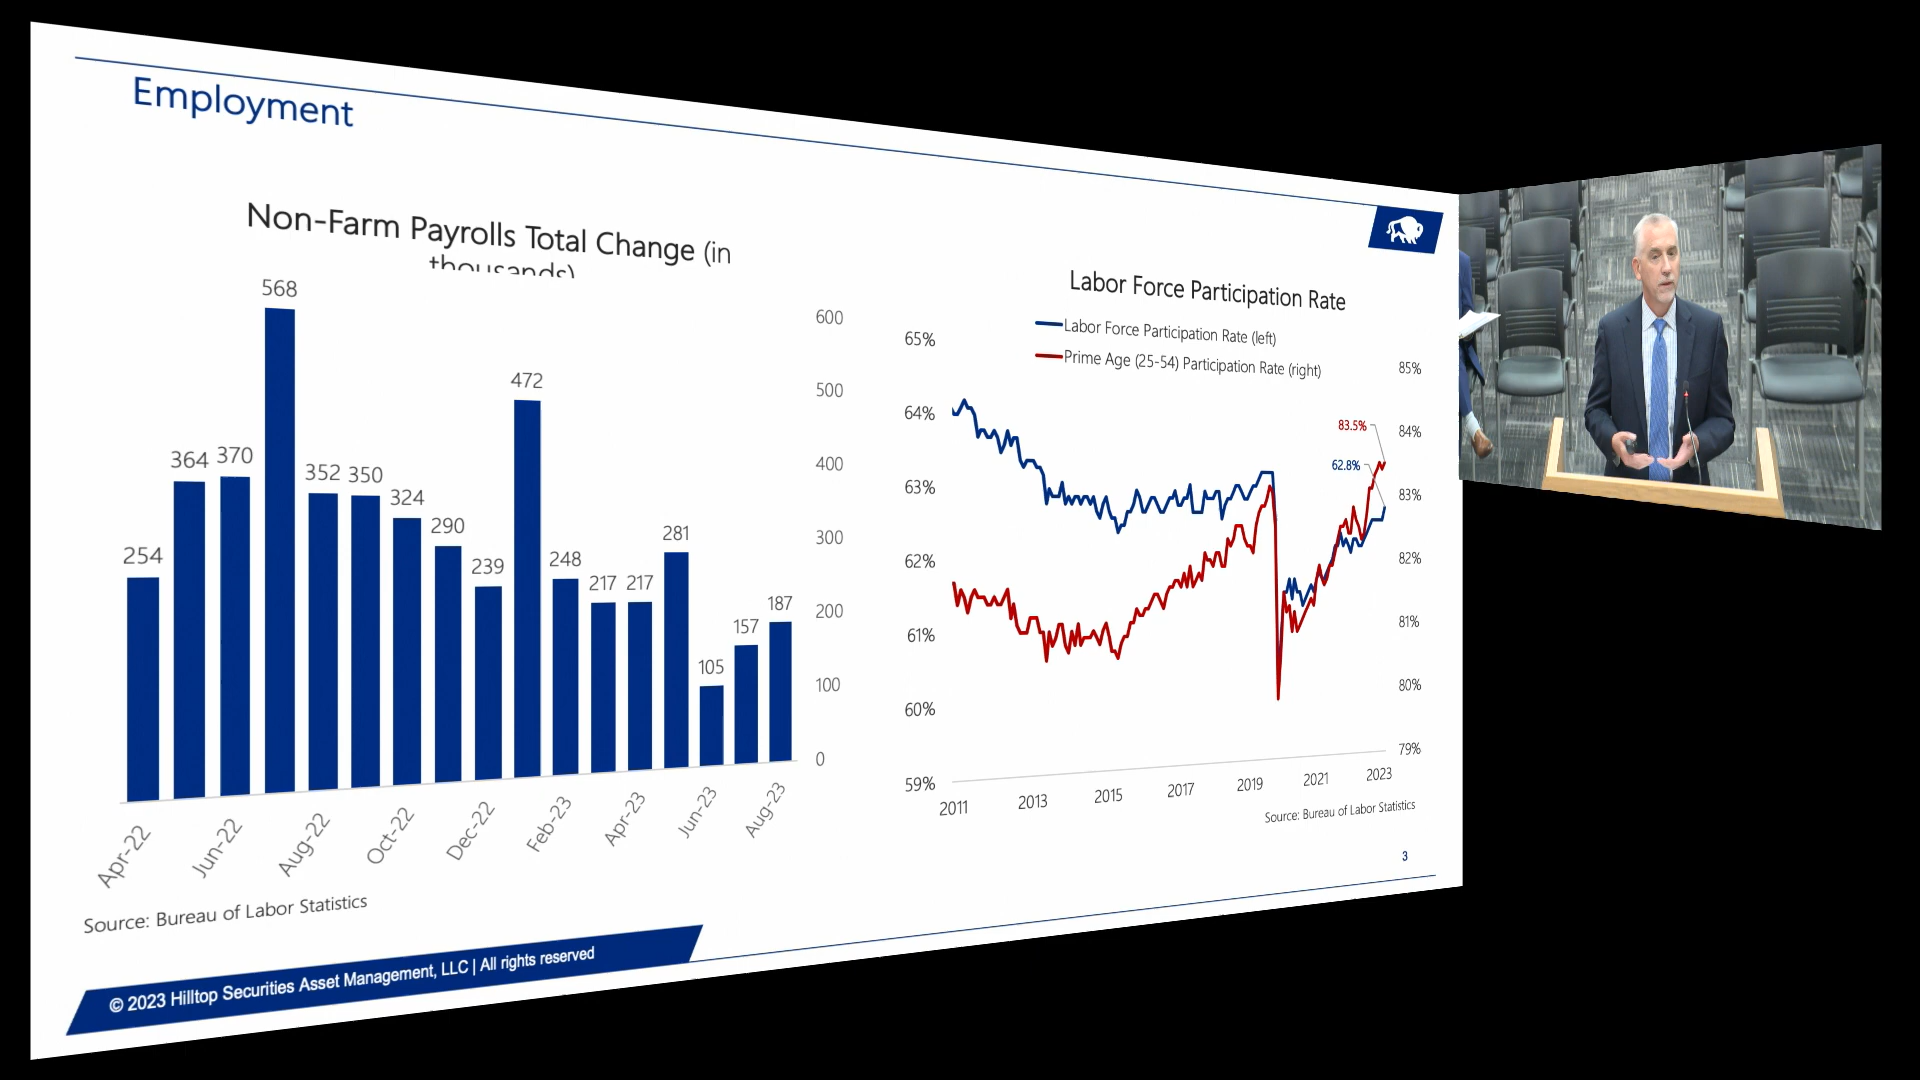 Employment
Non-Farm Payrolls Total Change (in
thousands)
568
472
364
370
352
350
324
290
254
239
248
217
217
281
105
157
187
600
500
400
300
200
100
0
Apr-22
Jun-22
Aug-22
Oct-22
Dec-22
Feb-23
Apr-23
Jun-23
Aug-23
Source: Bureau of Labor Statistics
Labor Force Participation Rate
Labor Force Participation Rate (left)
Prime Age (25-54) Participation Rate (right)
65%
64%
63%
62%
61%
60%
59%
83.5%
62.8%
85%
84%
83%
82%
81%
80%
79%
2011
2013
2015
2017
2019
2021
2023
Source: Bureau of Labor Statistics
3
© 2023 Hilltop Securities Asset Management, LLC | All rights reserved